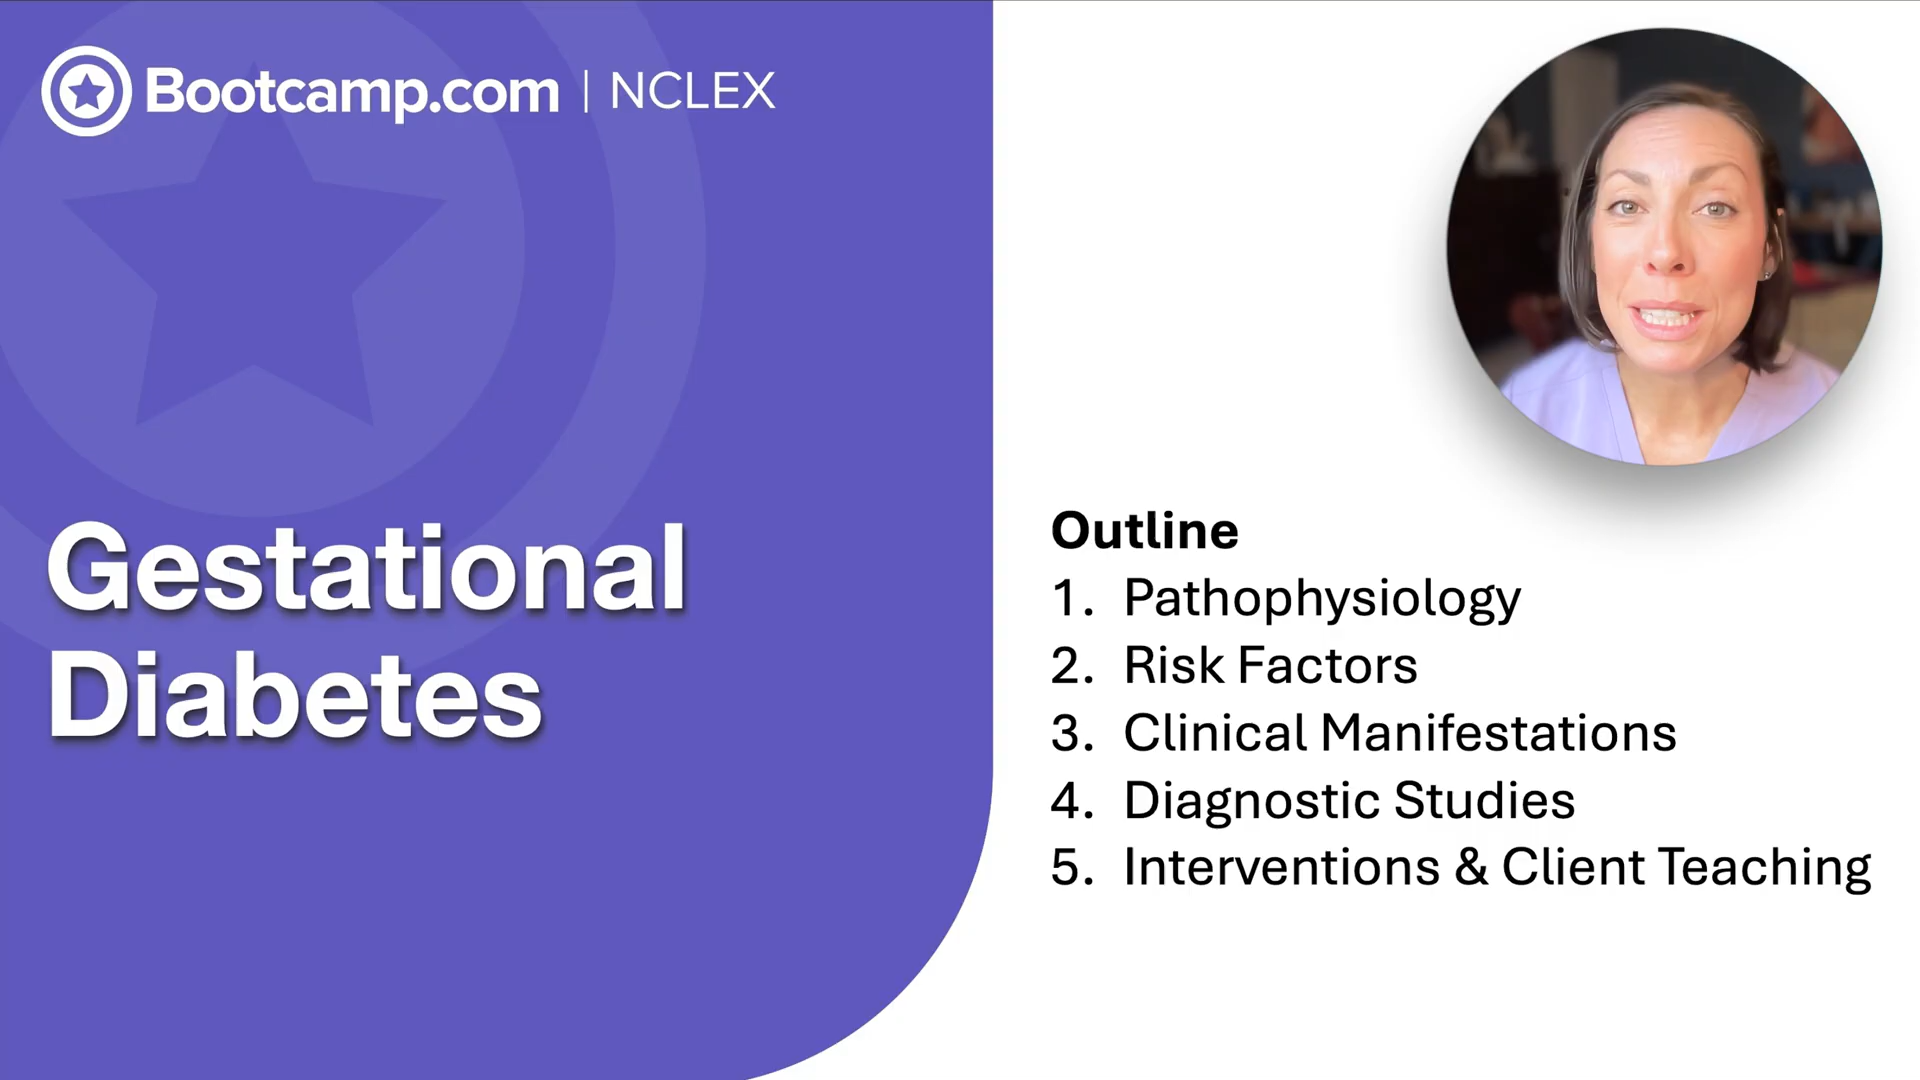 Bootcamp.com | NCLEX
Gestational
Diabetes
Outline
1. Pathophysiology
2. Risk Factors
3. Clinical Manifestations
4. Diagnostic Studies
5. Interventions & Client Teaching